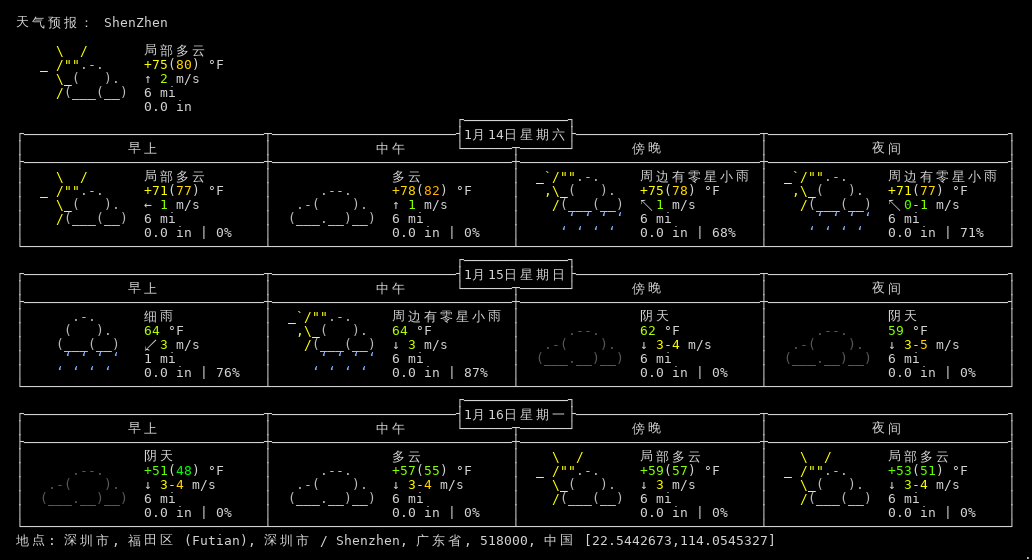 天气预报： ShenZhen
局部多云
+75(80) °F
↑ 2 m/s
6 mi
0.0 in
1月14日星期六
早上 中午 傍晚 夜间
局部多云 多云 周边有零星小雨 周边有零星小雨
+71(77) °F +78(82) °F +75(78) °F +71(77) °F
← 1 m/s ↑ 1 m/s ↖ 1 m/s ↖ 0-1 m/s
6 mi 6 mi 6 mi 6 mi
0.0 in | 0% 0.0 in | 0% 0.0 in | 68% 0.0 in | 71%
1月15日星期日
早上 中午 傍晚 夜间
细雨 周边有零星小雨 阴天 阴天
64 °F 64 °F 62 °F 59 °F
↙ 3 m/s ↓ 3 m/s ↓ 3-4 m/s ↓ 3-5 m/s
1 mi 6 mi 6 mi 6 mi
0.0 in | 76% 0.0 in | 87% 0.0 in | 0% 0.0 in | 0%
1月16日星期一
早上 中午 傍晚 夜间
阴天 多云 局部多云 局部多云
+51(48) °F +57(55) °F +59(57) °F +53(51) °F
↓ 3-4 m/s ↓ 3-4 m/s ↓ 3 m/s ↓ 3-4 m/s
6 mi 6 mi 6 mi 6 mi
0.0 in | 0% 0.0 in | 0% 0.0 in | 0% 0.0 in | 0%
地点: 深圳市, 福田区 (Futian), 深圳市 / Shenzhen, 广东省, 518000, 中国 [22.5442673,114.0545327]